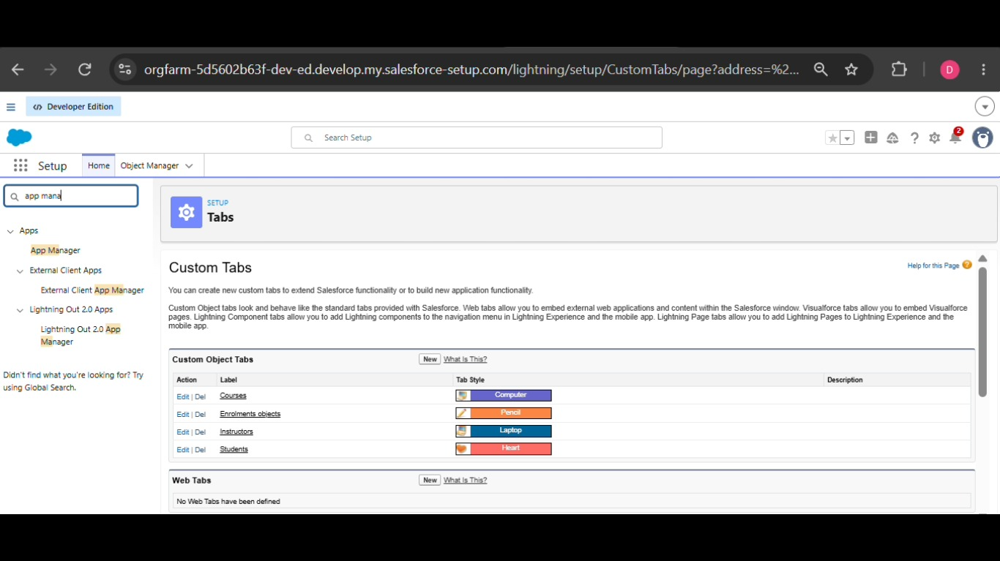 orgfarm-5d5602b63f-dev-ed.develop.my.salesforce-setup.com/lightning/setup/CustomTabs/page?address=%2...
D
Developer Edition
Search Setup
2
Setup
Home
Object Manager
app mana
Apps
App Manager
External Client Apps
External Client App Manager
Lightning Out 2.0 Apps
Lightning Out 2.0 App
Manager
Didn't find what you're looking for? Try
using Global Search.
SETUP
Tabs
Custom Tabs
Help for this Page
You can create new custom tabs to extend Salesforce functionality or to build new application functionality.
Custom Object tabs look and behave like the standard tabs provided with Salesforce. Web tabs allow you to embed external web applications and content within the Salesforce window. Visualforce tabs allow you to embed Visualforce
pages. Lightning Component tabs allow you to add Lightning components to the navigation menu in Lightning Experience and the mobile app. Lightning Page tabs allow you to add Lightning Pages to Lightning Experience and the
mobile app.
Custom Object Tabs New What Is This?
Action Label Tab Style Description
Edit | Del Courses Computer
Edit | Del Enrolments objects Pencil
Edit | Del Instructors Laptop
Edit | Del Students Heart
Web Tabs New What Is This?
No Web Tabs have been defined